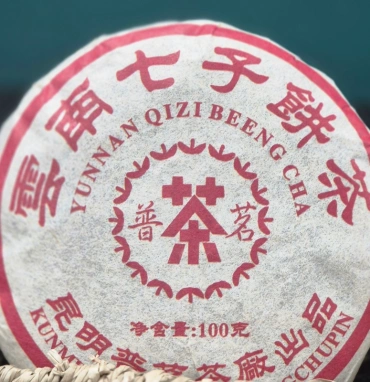 雲南七子餅茶
YUNNAN QIZI BEENG CHA
普 茶 茗
净含量:100克
昆明普茗茶廠出品